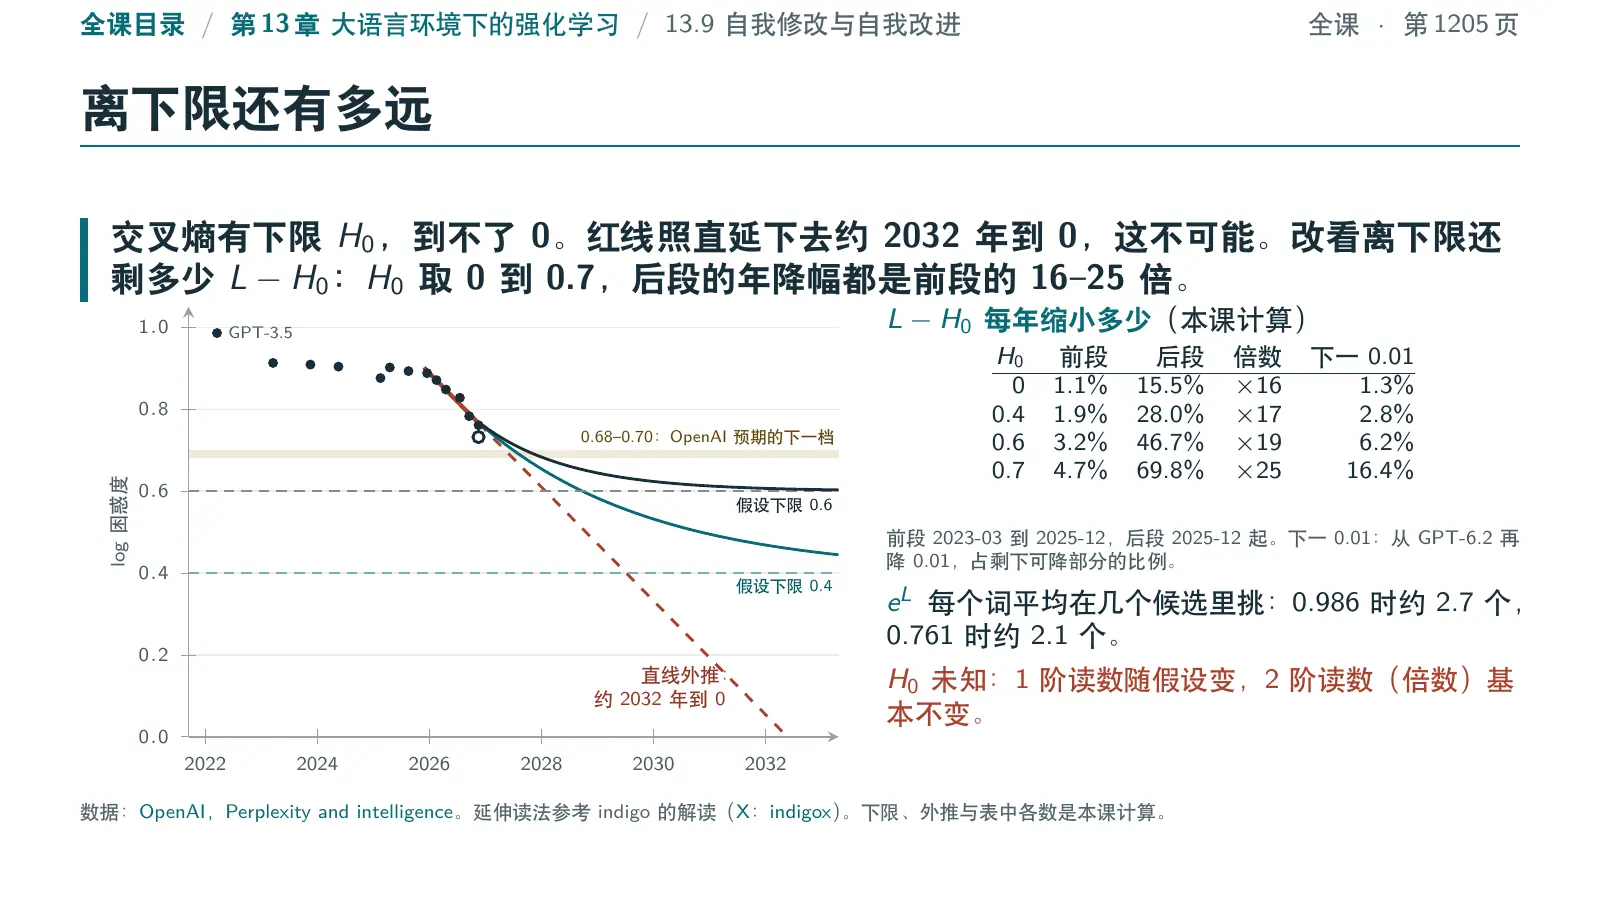 全课目录 / 第 13 章 大语言环境下的强化学习 / 13.9 自我修改与自我改进
全课 · 第 1205 页
离下限还有多远
交叉熵有下限 H₀，到不了 0。红线照直延下去约 2032 年到 0，这不可能。改看离下限还
剩多少 L − H₀：H₀ 取 0 到 0.7，后段的年降幅都是前段的 16–25 倍。
log 困惑度
1.0
0.8
0.6
0.4
0.2
0.0
GPT-3.5
0.68–0.70：OpenAI 预期的下一档
假设下限 0.6
假设下限 0.4
直线外推：
约 2032 年到 0
2022 2024 2026 2028 2030 2032
L − H₀ 每年缩小多少（本课计算）
H₀ 前段 后段 倍数 下一 0.01
0 1.1% 15.5% ×16 1.3%
0.4 1.9% 28.0% ×17 2.8%
0.6 3.2% 46.7% ×19 6.2%
0.7 4.7% 69.8% ×25 16.4%
前段 2023-03 到 2025-12，后段 2025-12 起。下一 0.01：从 GPT-6.2 再
降 0.01，占剩下可降部分的比例。
eᴸ 每个词平均在几个候选里挑：0.986 时约 2.7 个，
0.761 时约 2.1 个。
H₀ 未知：1 阶读数随假设变，2 阶读数（倍数）基
本不变。
数据：OpenAI，Perplexity and intelligence。延伸读法参考 indigo 的解读（X：indigox）。下限、外推与表中各数是本课计算。